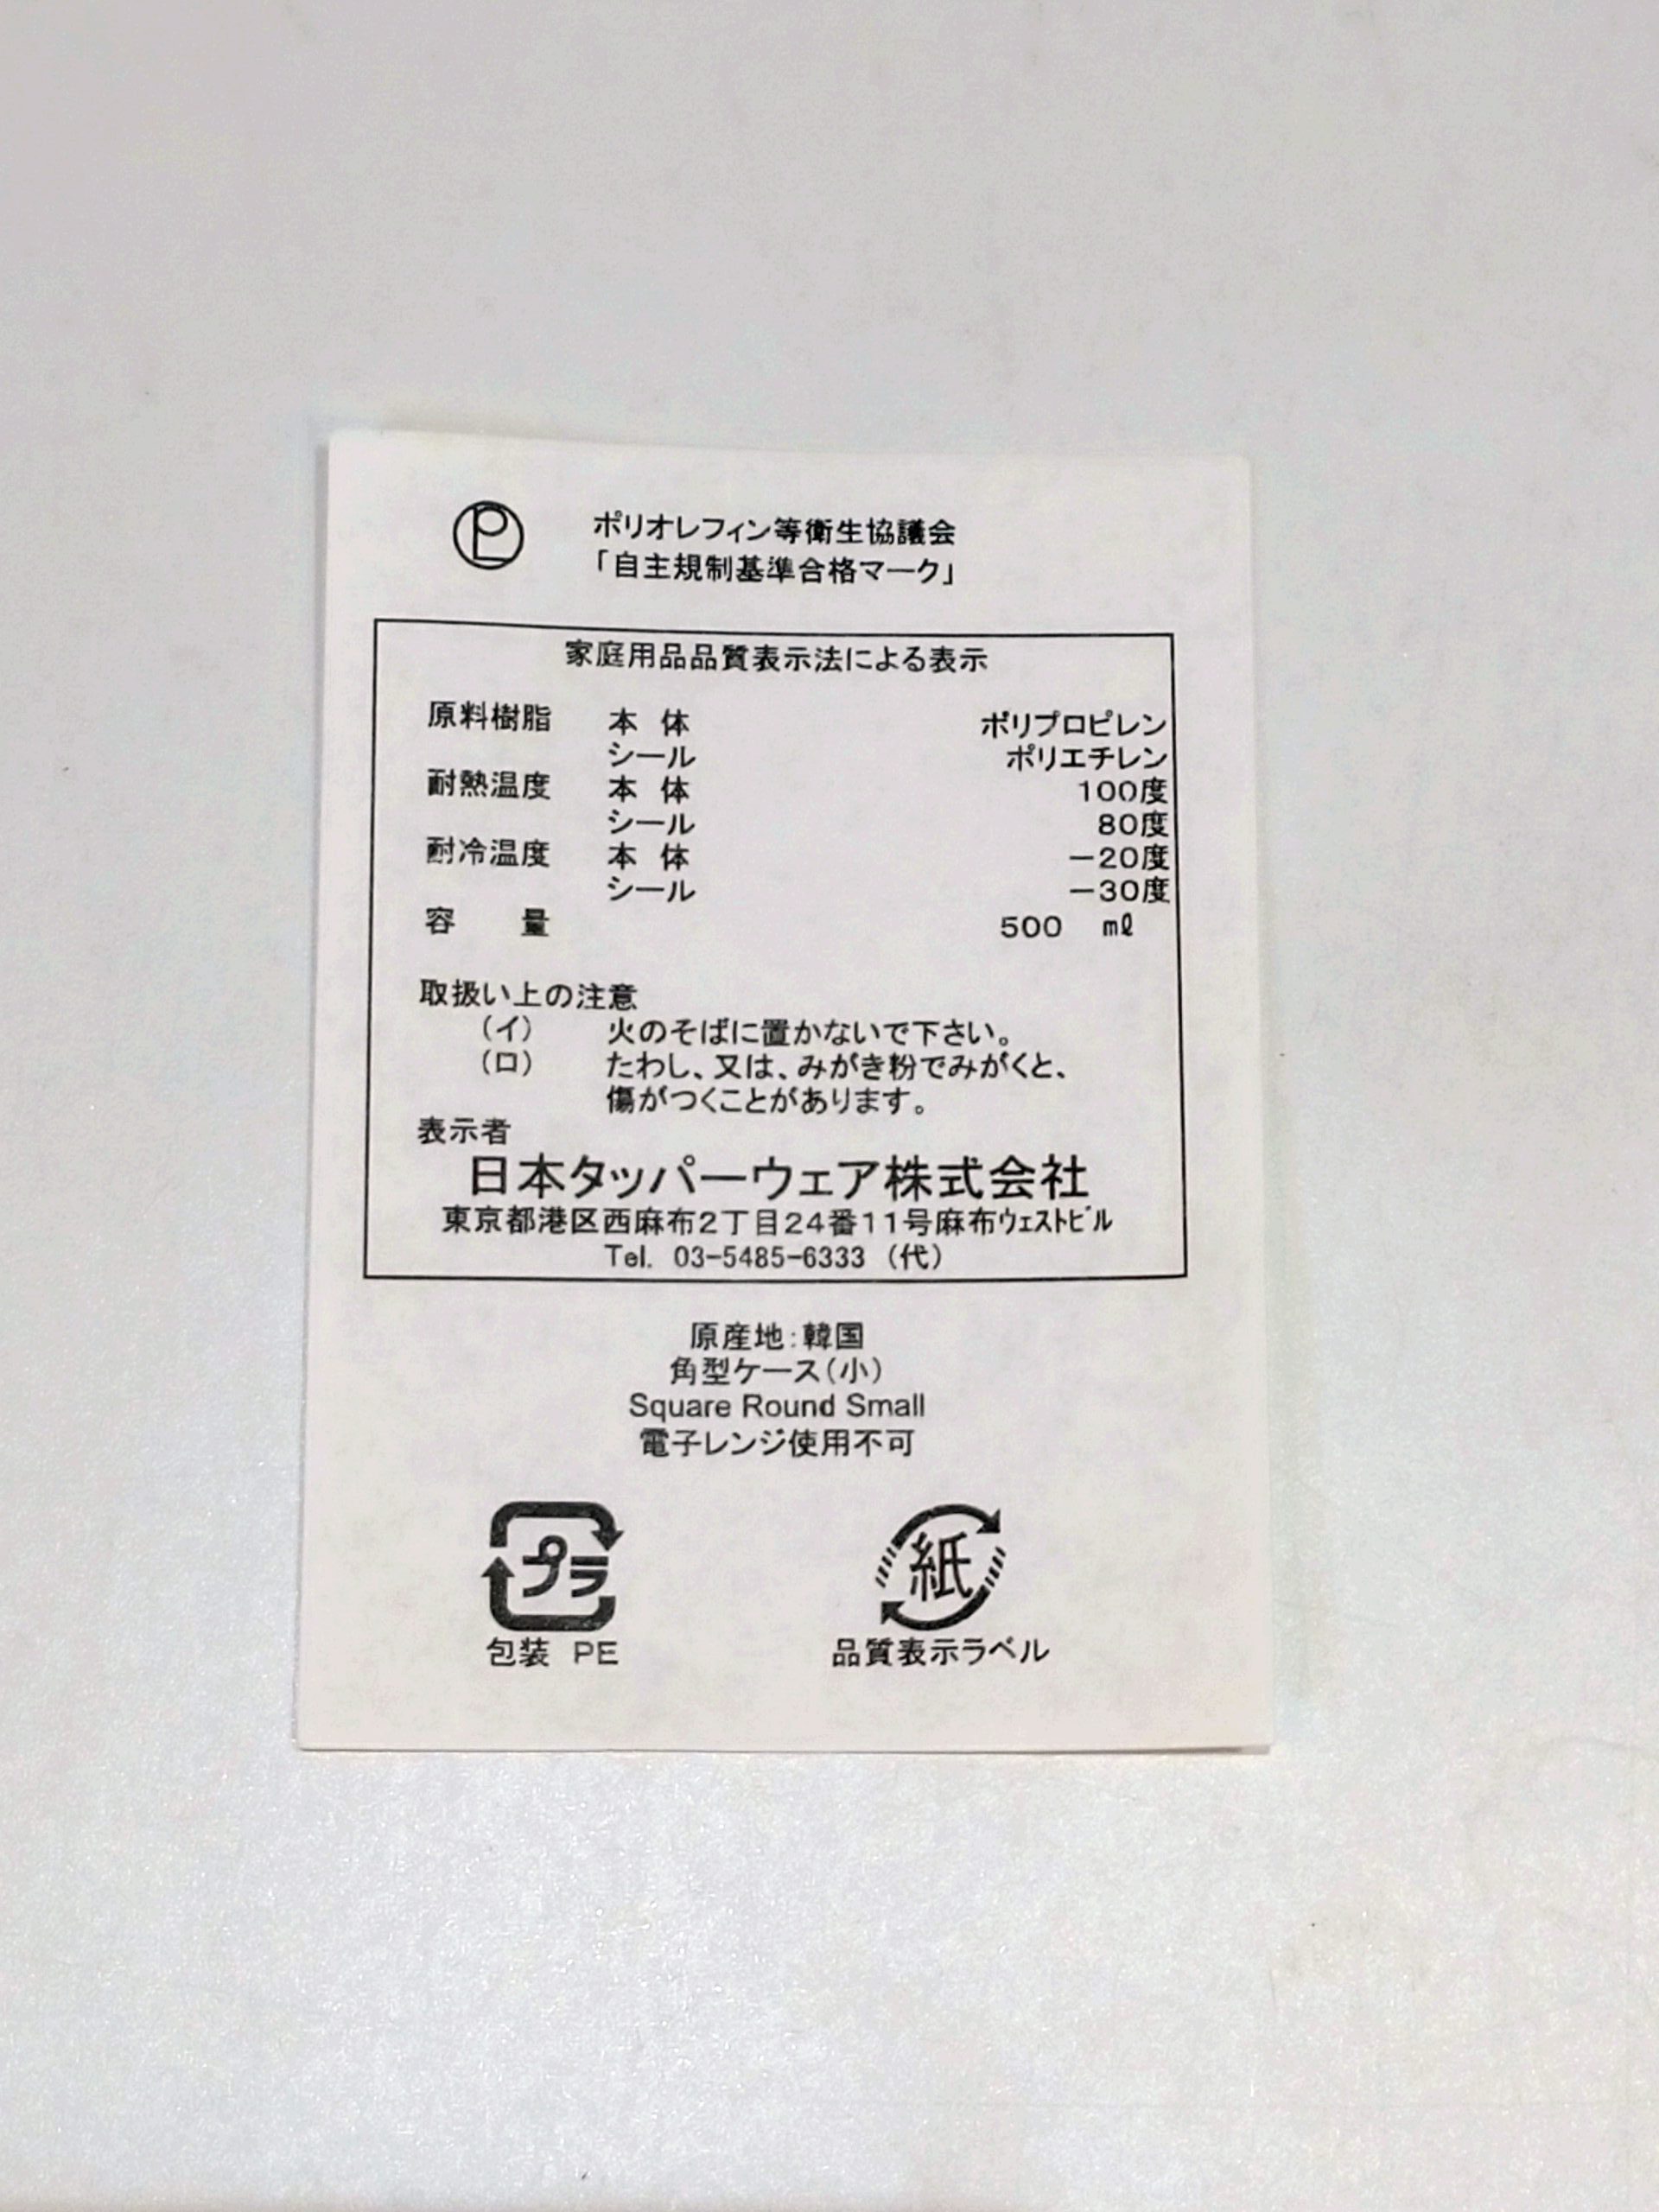 PL
ポリオレフィン等衛生協議会
「自主規制基準合格マーク」
家庭用品品質表示法による表示
原料樹脂 本 体 ポリプロピレン
シール ポリエチレン
耐熱温度 本 体 100度
シール 80度
耐冷温度 本 体 −20度
シール −30度
容 量 500 ㎖
取扱い上の注意
(イ) 火のそばに置かないで下さい。
(ロ) たわし、又は、みがき粉でみがくと、
傷がつくことがあります。
表示者
日本タッパーウェア株式会社
東京都港区西麻布2丁目24番11号麻布ｳｪｽﾄﾋﾞﾙ
Tel. 03-5485-6333 (代)
原産地:韓国
角型ケース(小)
Square Round Small
電子レンジ使用不可
プラ 紙
包装 PE 品質表示ラベル